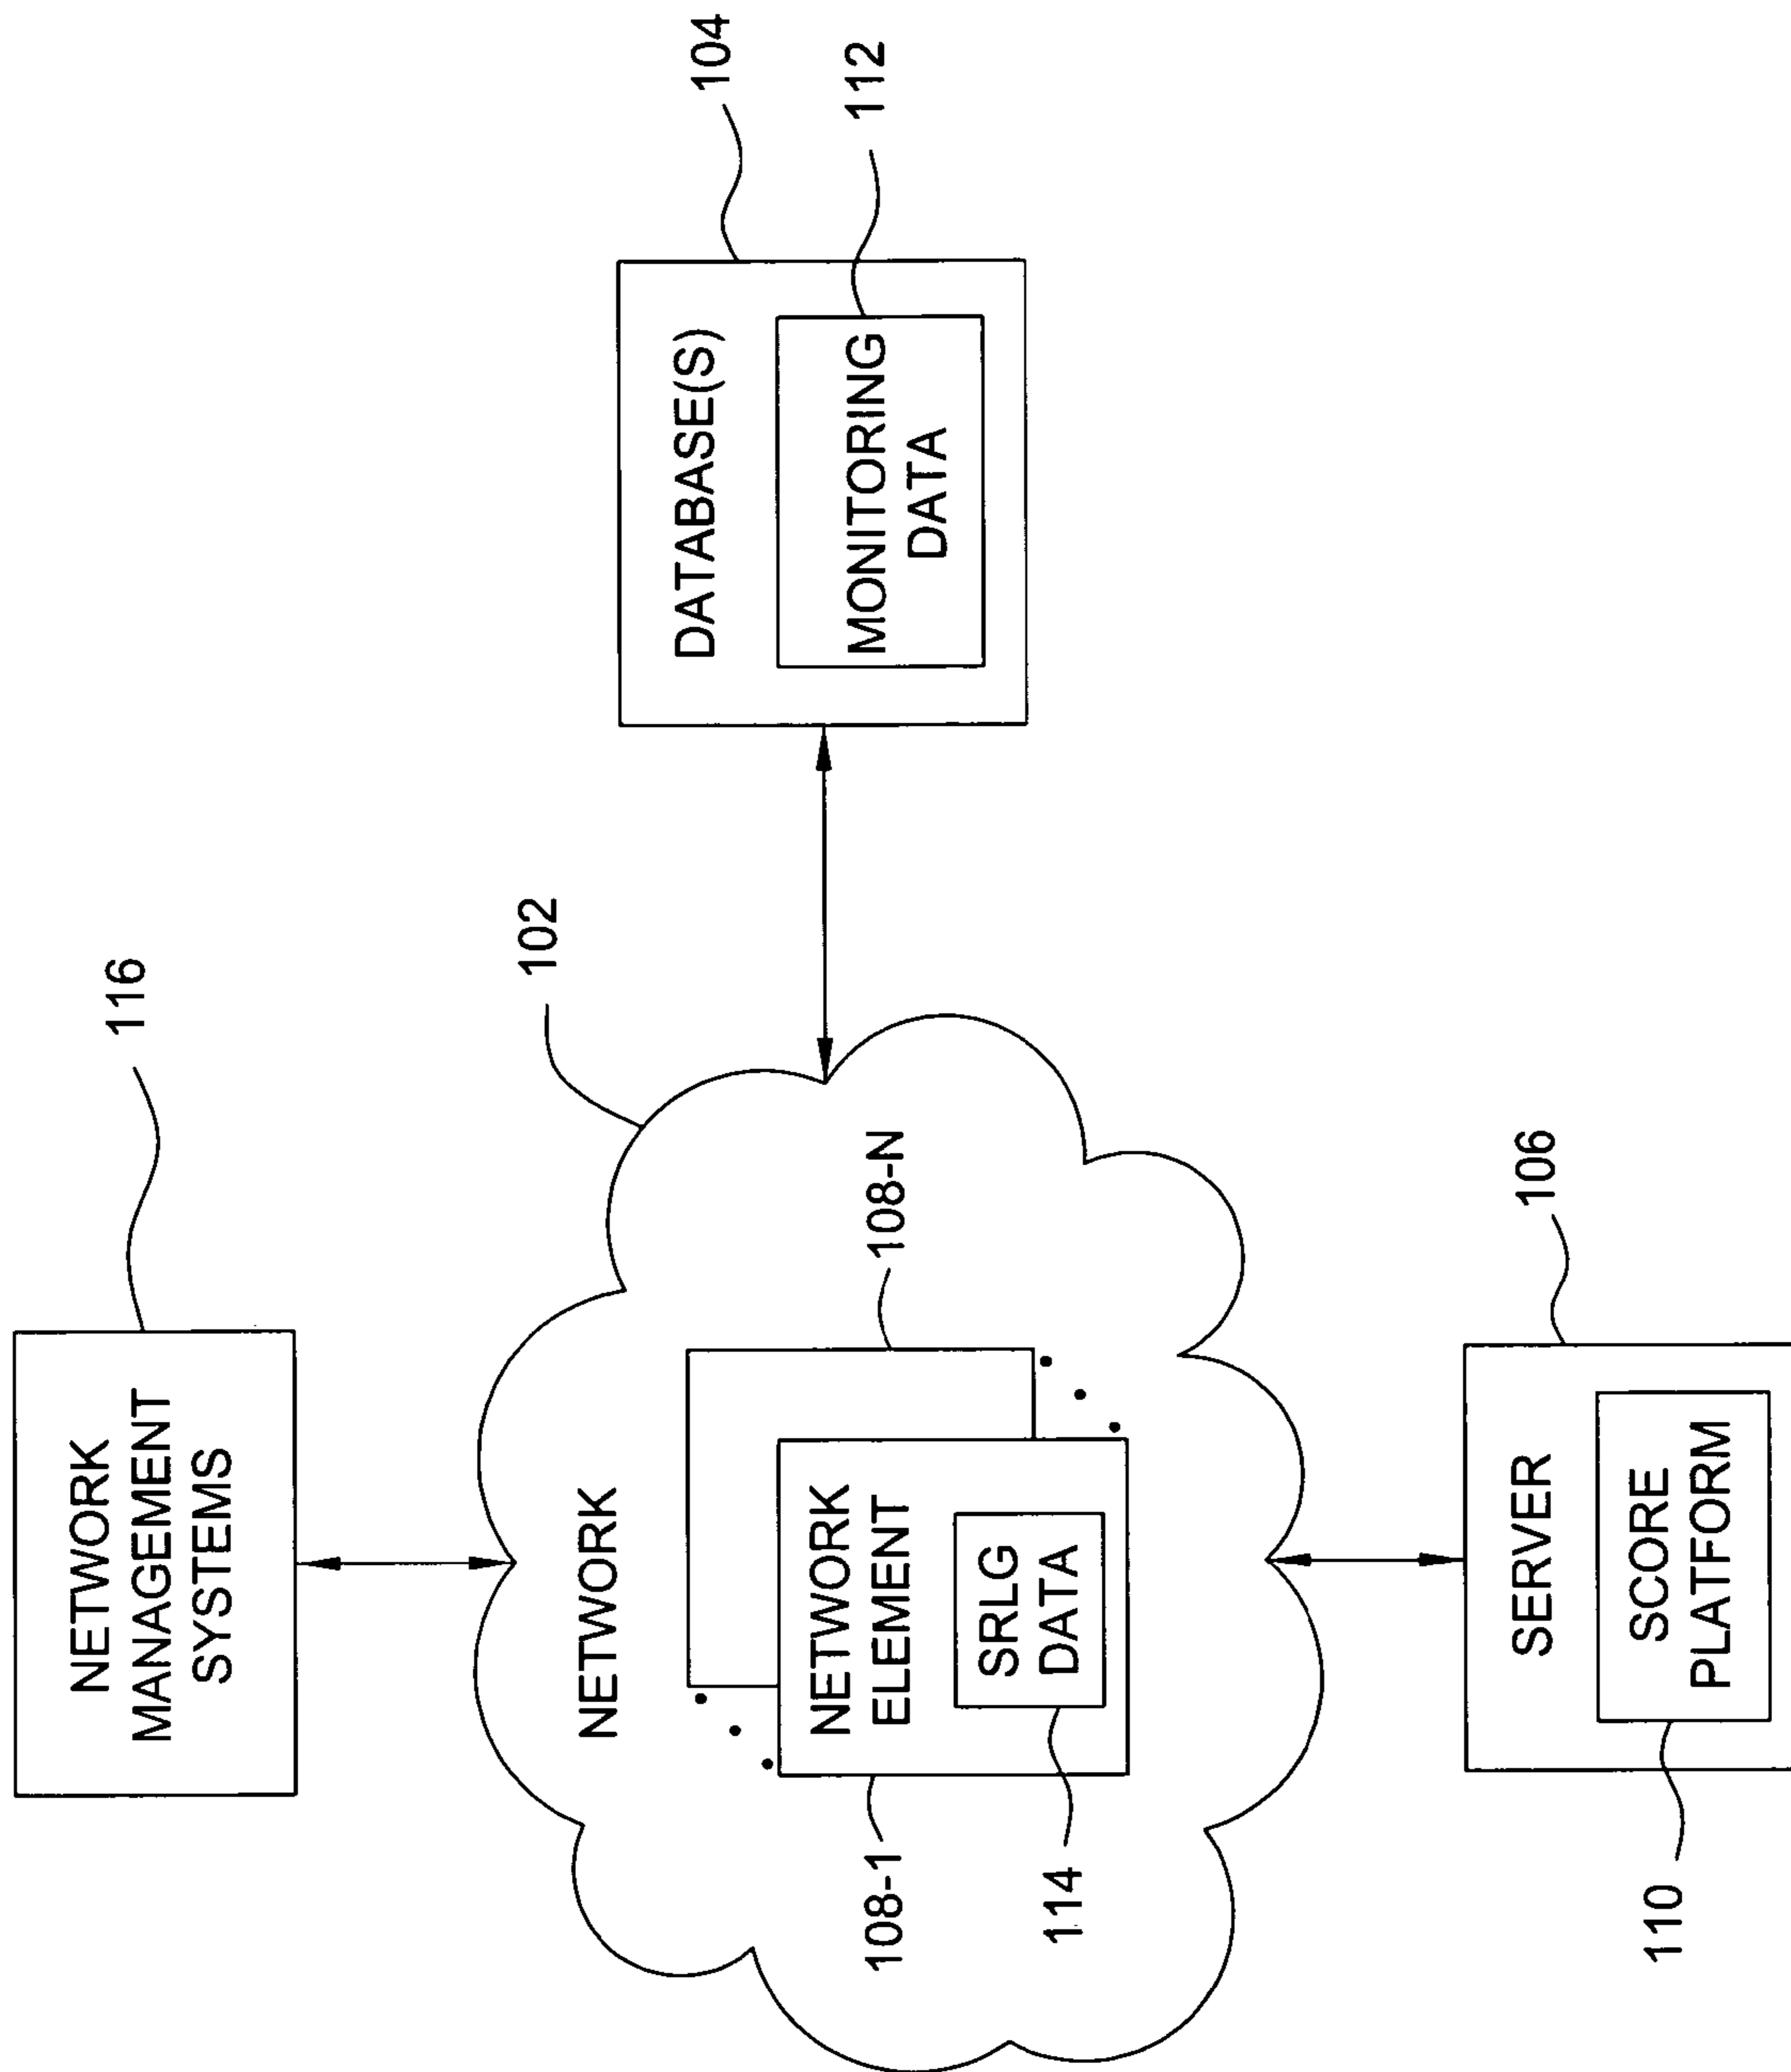 104
112
DATABASE(S)
MONITORING
DATA
116
102
NETWORK
MANAGEMENT
SYSTEMS
NETWORK
108-N
NETWORK
ELEMENT
SRLG
DATA
108-1
114
106
SERVER
SCORE
PLATFORM
110